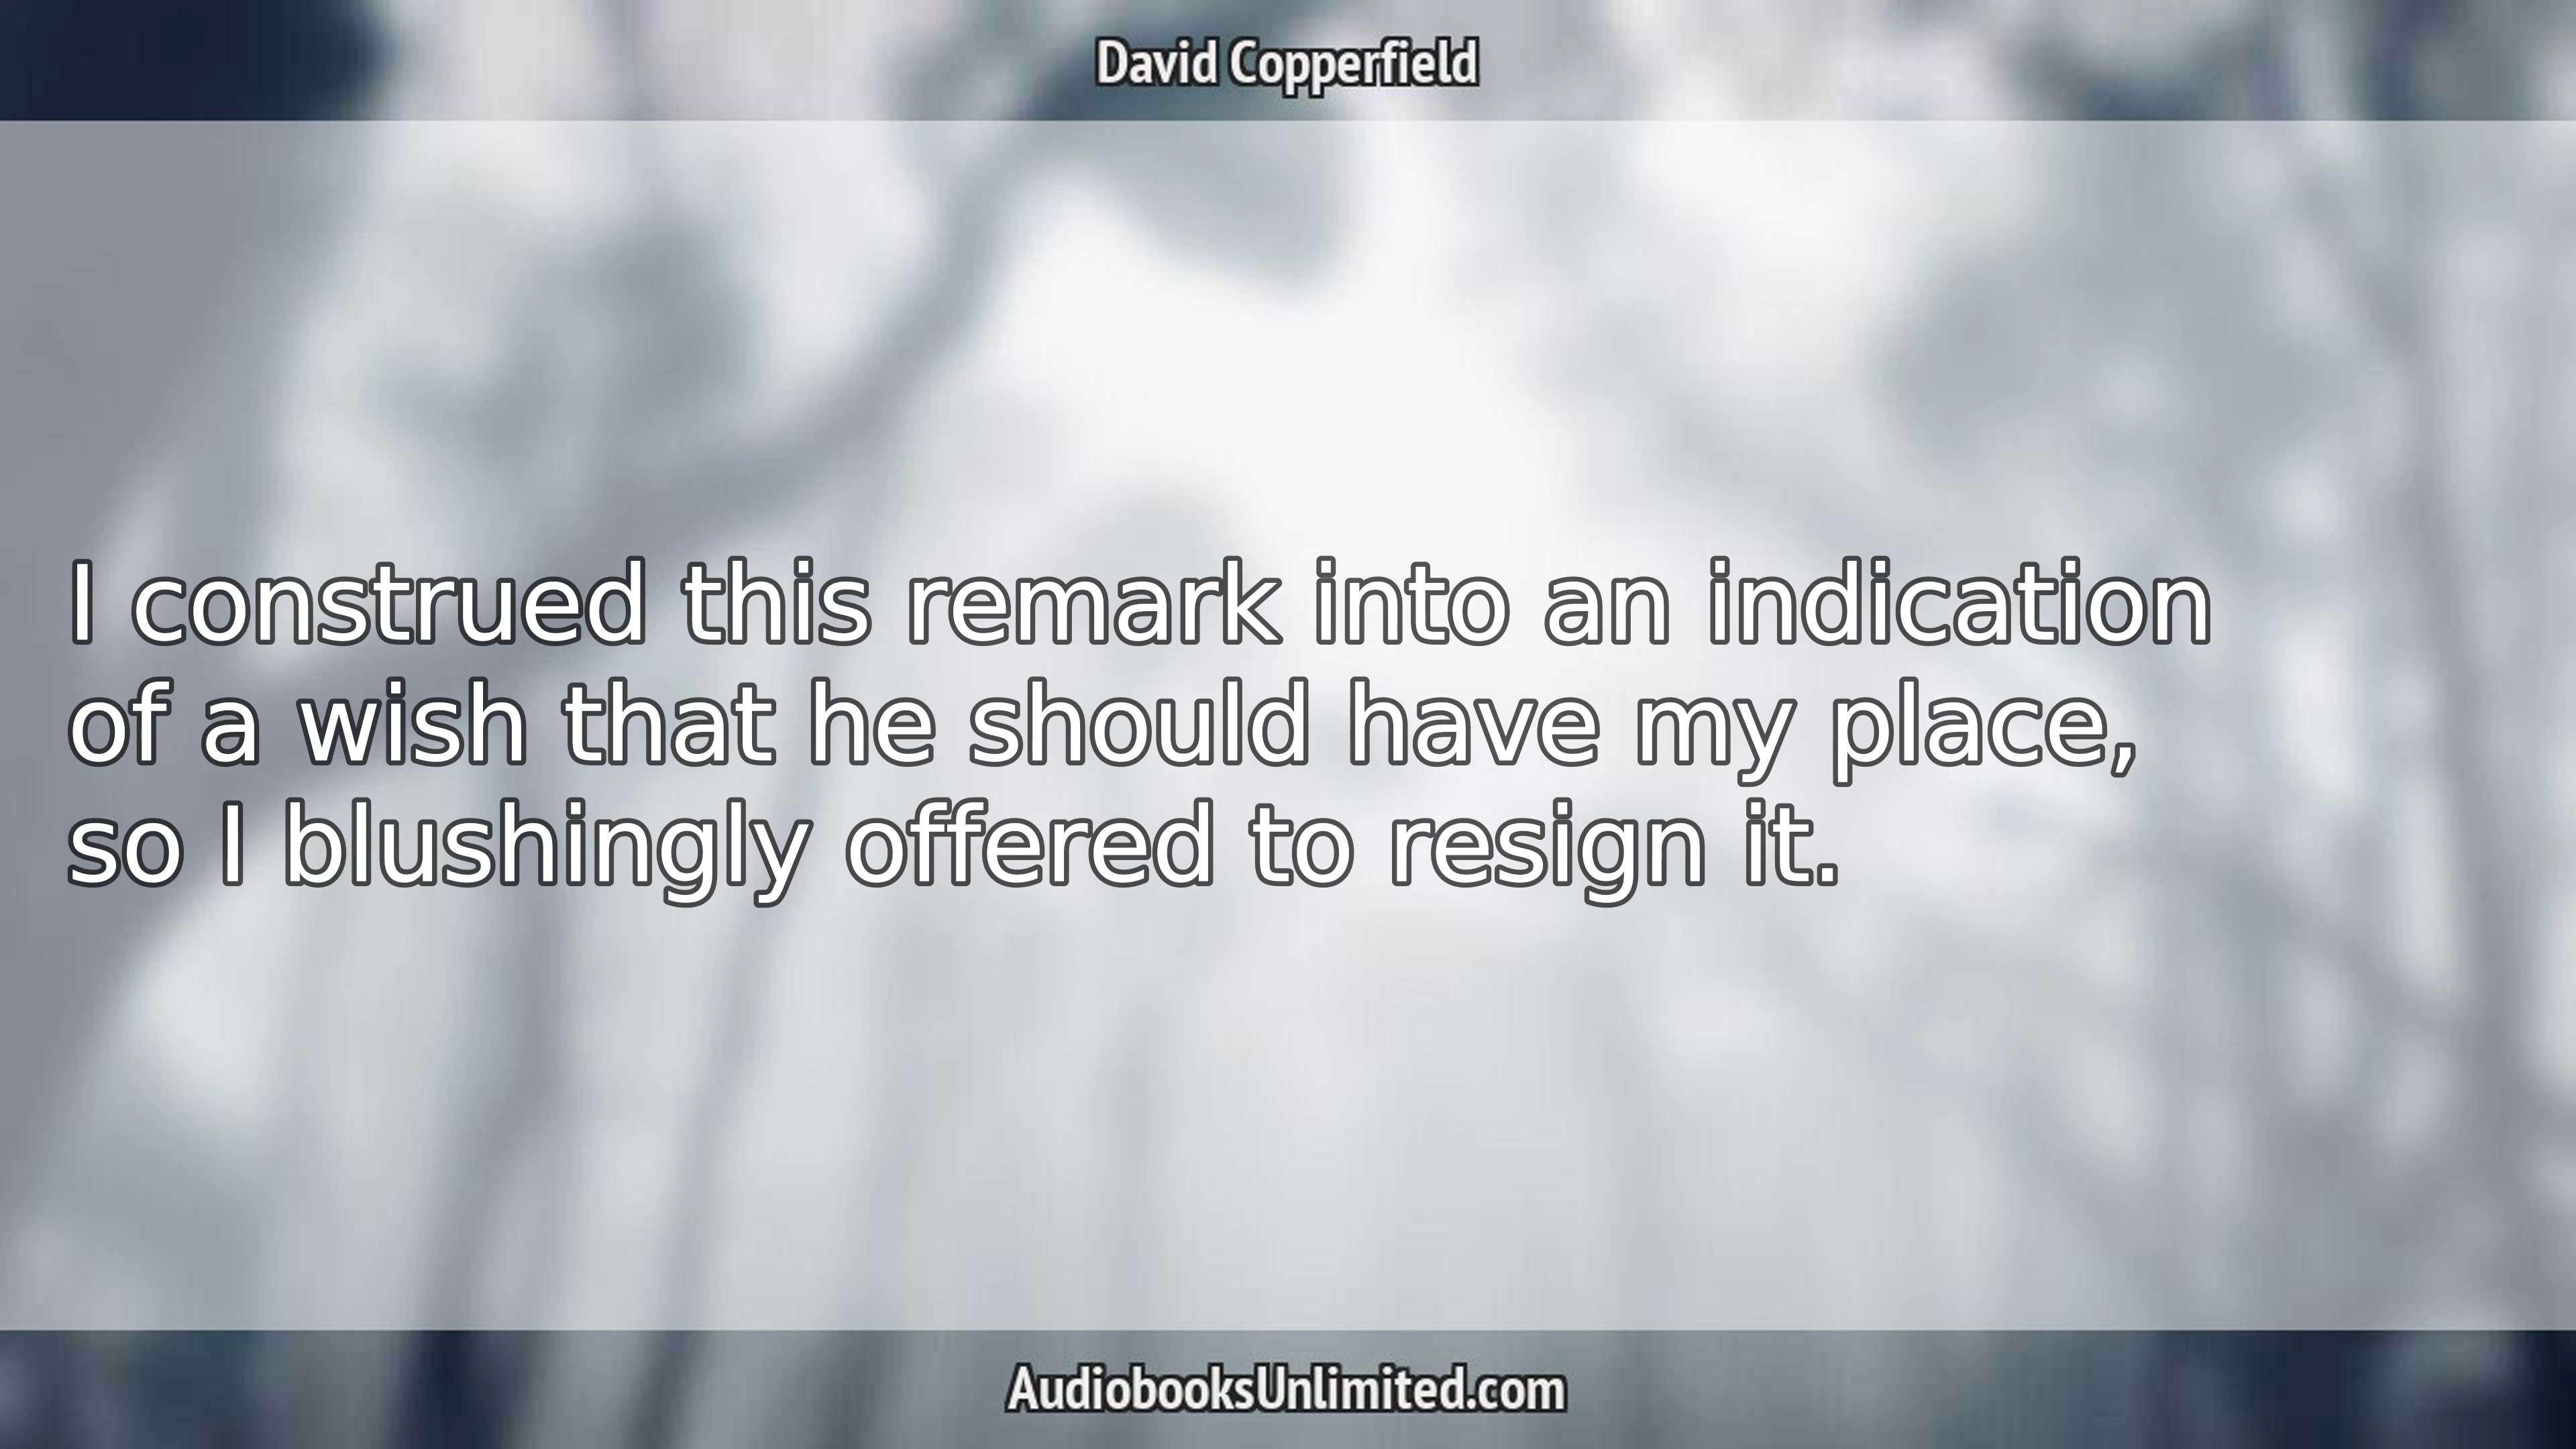 David Copperfield
I construed this remark into an indication
of a wish that he should have my place,
so I blushingly offered to resign it.
AudiobooksUnlimited.com